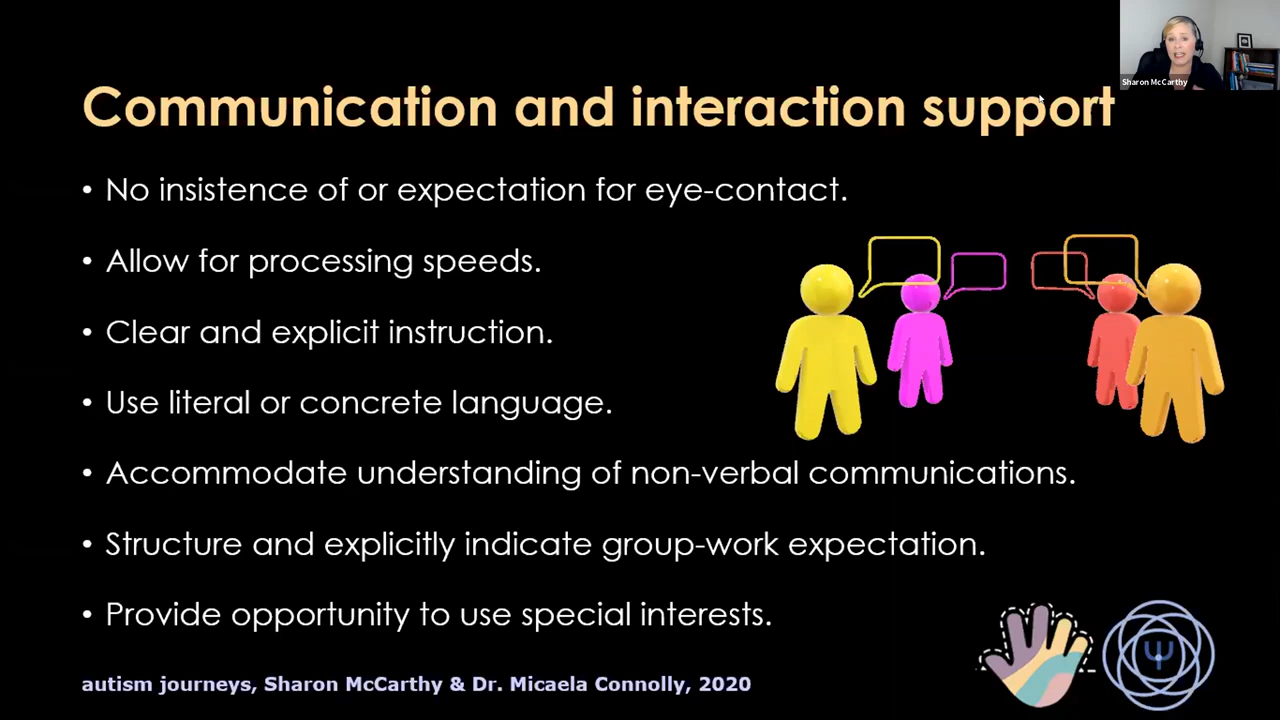 Sharon McCarthy
Communication and interaction support
• No insistence of or expectation for eye-contact.
• Allow for processing speeds.
• Clear and explicit instruction.
• Use literal or concrete language.
• Accommodate understanding of non-verbal communications.
• Structure and explicitly indicate group-work expectation.
• Provide opportunity to use special interests.
Ψ
autism journeys, Sharon McCarthy & Dr. Micaela Connolly, 2020